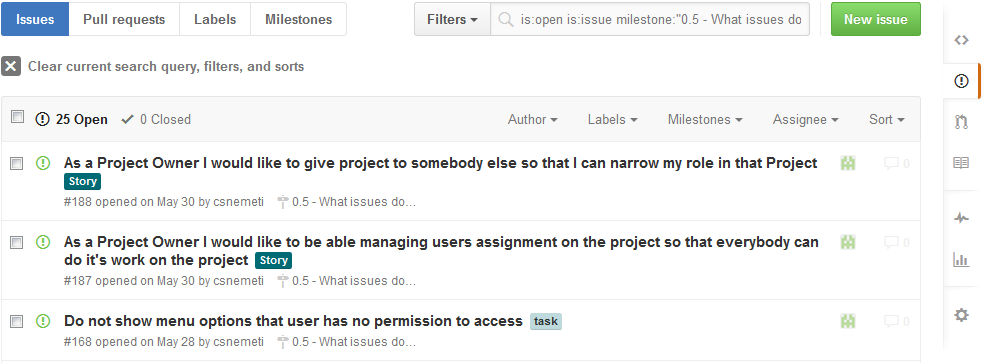 Issues Pull requests Labels Milestones Filters is:open is:issue milestone:"0.5 - What issues do New issue
Clear current search query, filters, and sorts
25 Open 0 Closed Author Labels Milestones Assignee Sort
As a Project Owner I would like to give project to somebody else so that I can narrow my role in that Project 0
Story
#188 opened on May 30 by csnemeti 0.5 - What issues do...
As a Project Owner I would like to be able managing users assignment on the project so that everybody can 0
do it's work on the project Story
#187 opened on May 30 by csnemeti 0.5 - What issues do...
Do not show menu options that user has no permission to access task 0
#168 opened on May 28 by csnemeti 0.5 - What issues do...